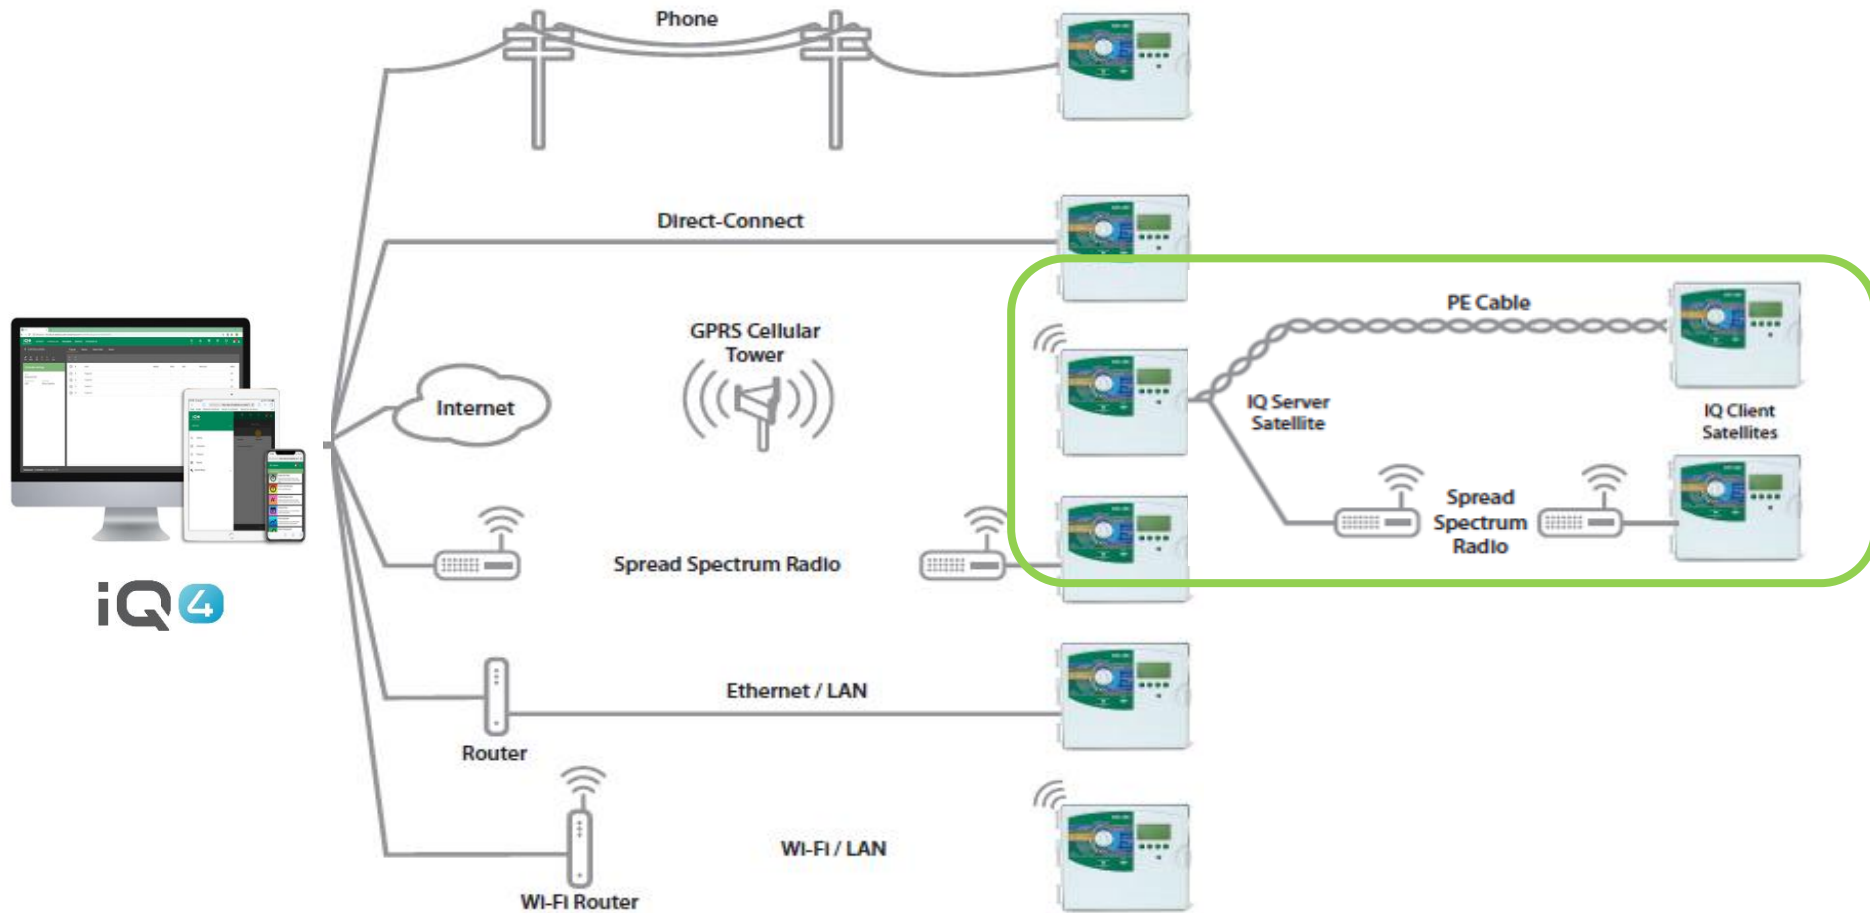 Phone
Direct-Connect
PE Cable
GPRS Cellular
Tower
Internet
IQ Server
Satellite
IQ Client
Satellites
Spread
Spectrum
Radio
Spread Spectrum Radio
iQ4
Ethernet / LAN
Router
Wi-Fi / LAN
Wi-Fi Router